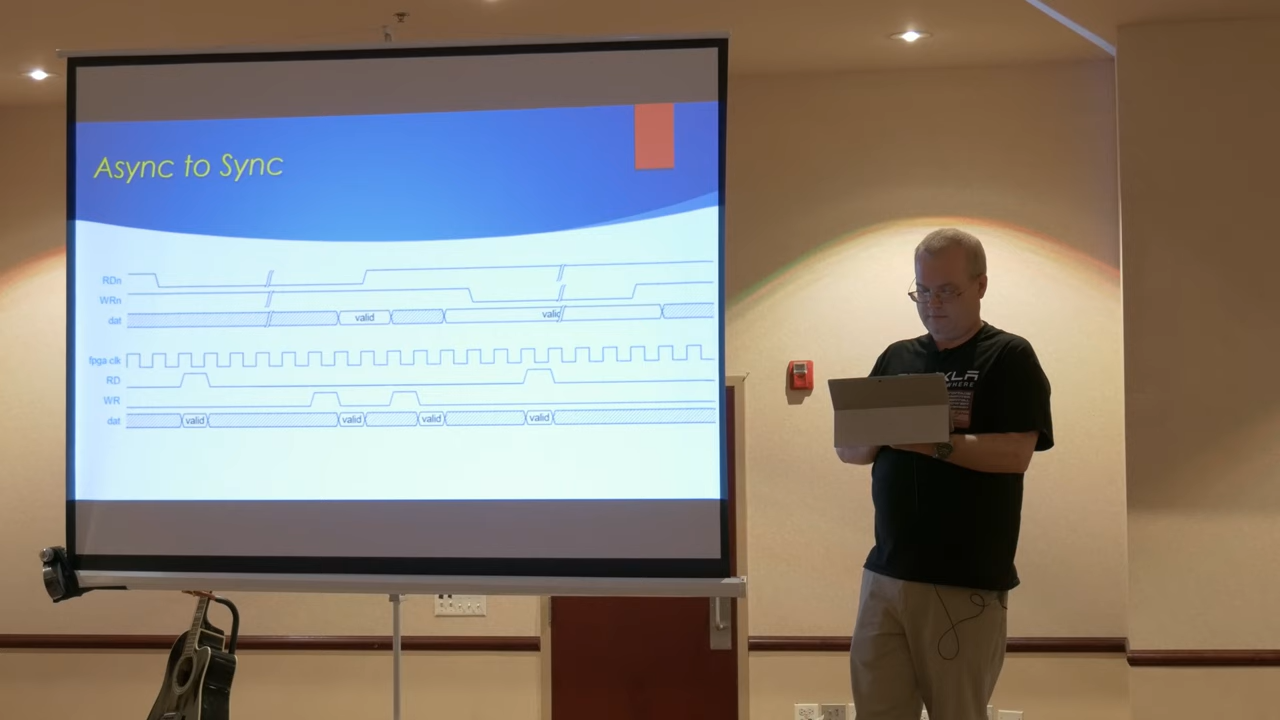 Async to Sync
RDn
WRn
dat valid valid
fpga clk
RD
WR
dat valid valid valid valid